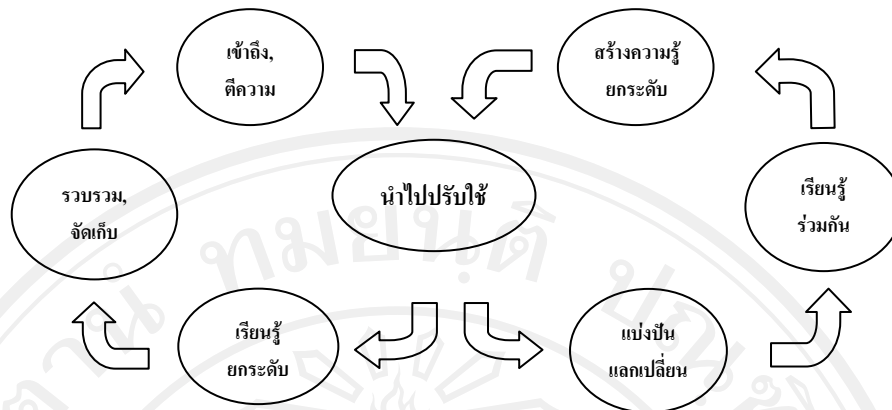 เข้าถึง,
ตีความ
สร้างความรู้
ยกระดับ
รวบรวม,
จัดเก็บ
นำไปปรับใช้
เรียนรู้
ร่วมกัน
เรียนรู้
ยกระดับ
แบ่งปัน
แลกเปลี่ยน